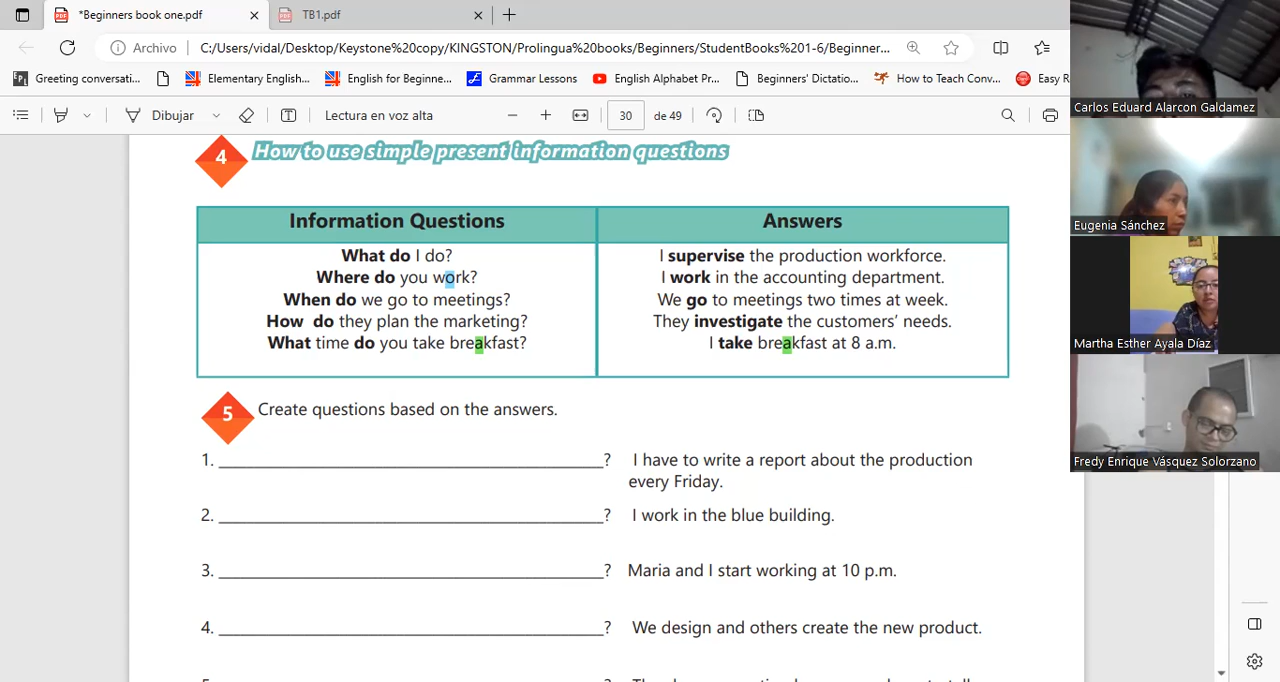 *Beginners book one.pdf
TB1.pdf
Archivo
C:/Users/vidal/Desktop/Keystone%20copy/KINGSTON/Prolingua%20books/Beginners/StudentBooks%201-6/Beginner...
Greeting conversati...
Elementary English...
English for Beginne...
Grammar Lessons
English Alphabet Pr...
Beginners' Dictatio...
How to Teach Conv...
Easy R
Dibujar
Lectura en voz alta
30
de 49
4
How to use simple present information questions
Information Questions
Answers
What do I do?
I supervise the production workforce.
Where do you work?
I work in the accounting department.
When do we go to meetings?
We go to meetings two times at week.
How do they plan the marketing?
They investigate the customers' needs.
What time do you take breakfast?
I take breakfast at 8 a.m.
5
Create questions based on the answers.
1. ______________________________________? I have to write a report about the production
every Friday.
2. ______________________________________? I work in the blue building.
3. ______________________________________? Maria and I start working at 10 p.m.
4. ______________________________________? We design and others create the new product.
Carlos Eduard Alarcon Galdamez
Eugenia Sánchez
Martha Esther Ayala Díaz
Fredy Enrique Vásquez Solorzano